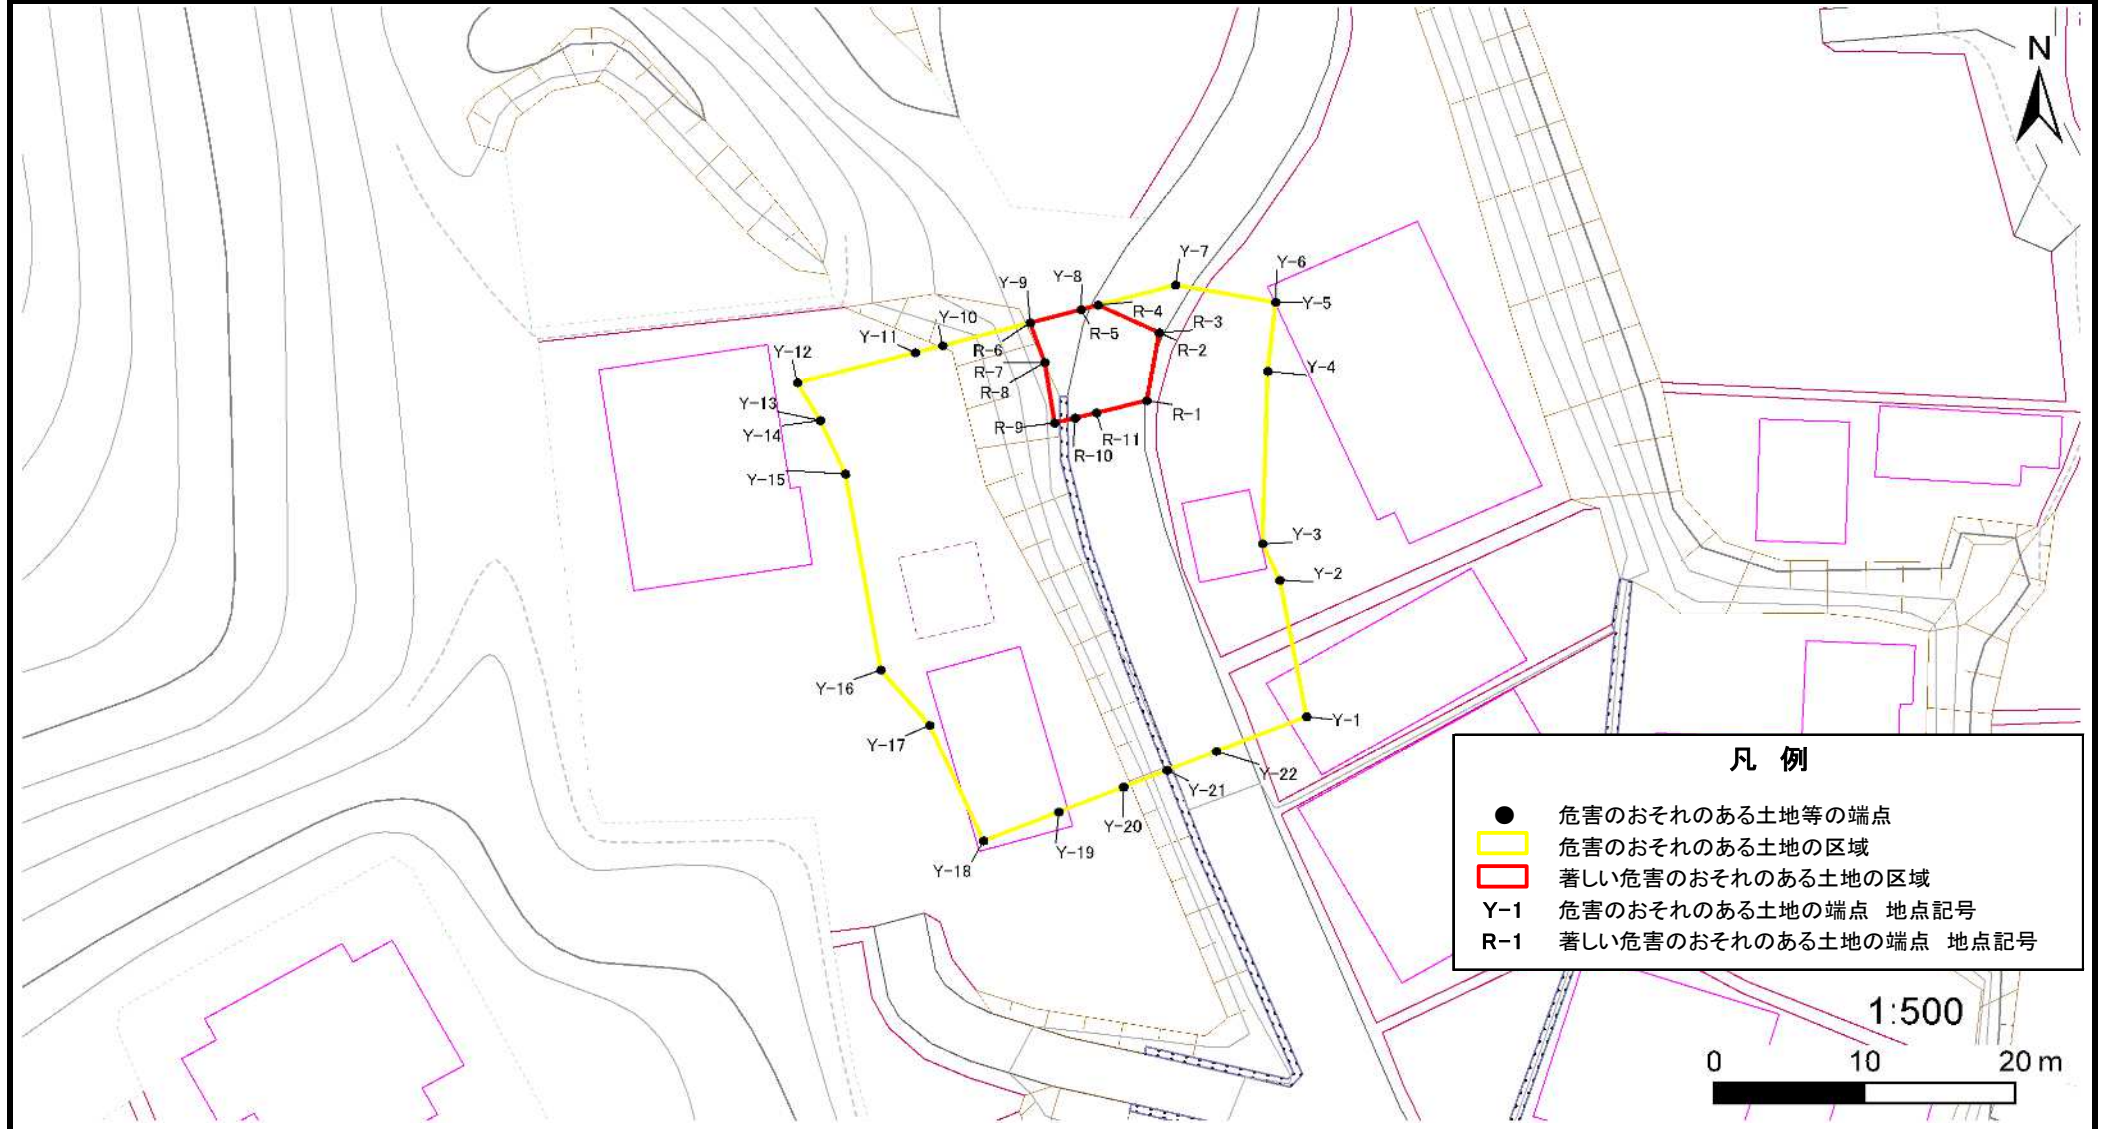 N
Y-7
Y-6
Y-8
Y-9
Y-5
R-4
R-3
R-5
Y-10
Y-11
R-6
R-2
Y-12
R-7
Y-4
R-8
Y-13
R-1
R-9
Y-14
R-11
R-10
Y-15
Y-3
Y-2
Y-16
Y-1
Y-17
Y-22
Y-21
Y-20
Y-19
Y-18
凡 例
危害のおそれのある土地等の端点
危害のおそれのある土地の区域
著しい危害のおそれのある土地の区域
Y-1 危害のおそれのある土地の端点 地点記号
R-1 著しい危害のおそれのある土地の端点 地点記号
1:500
0 10 20 m